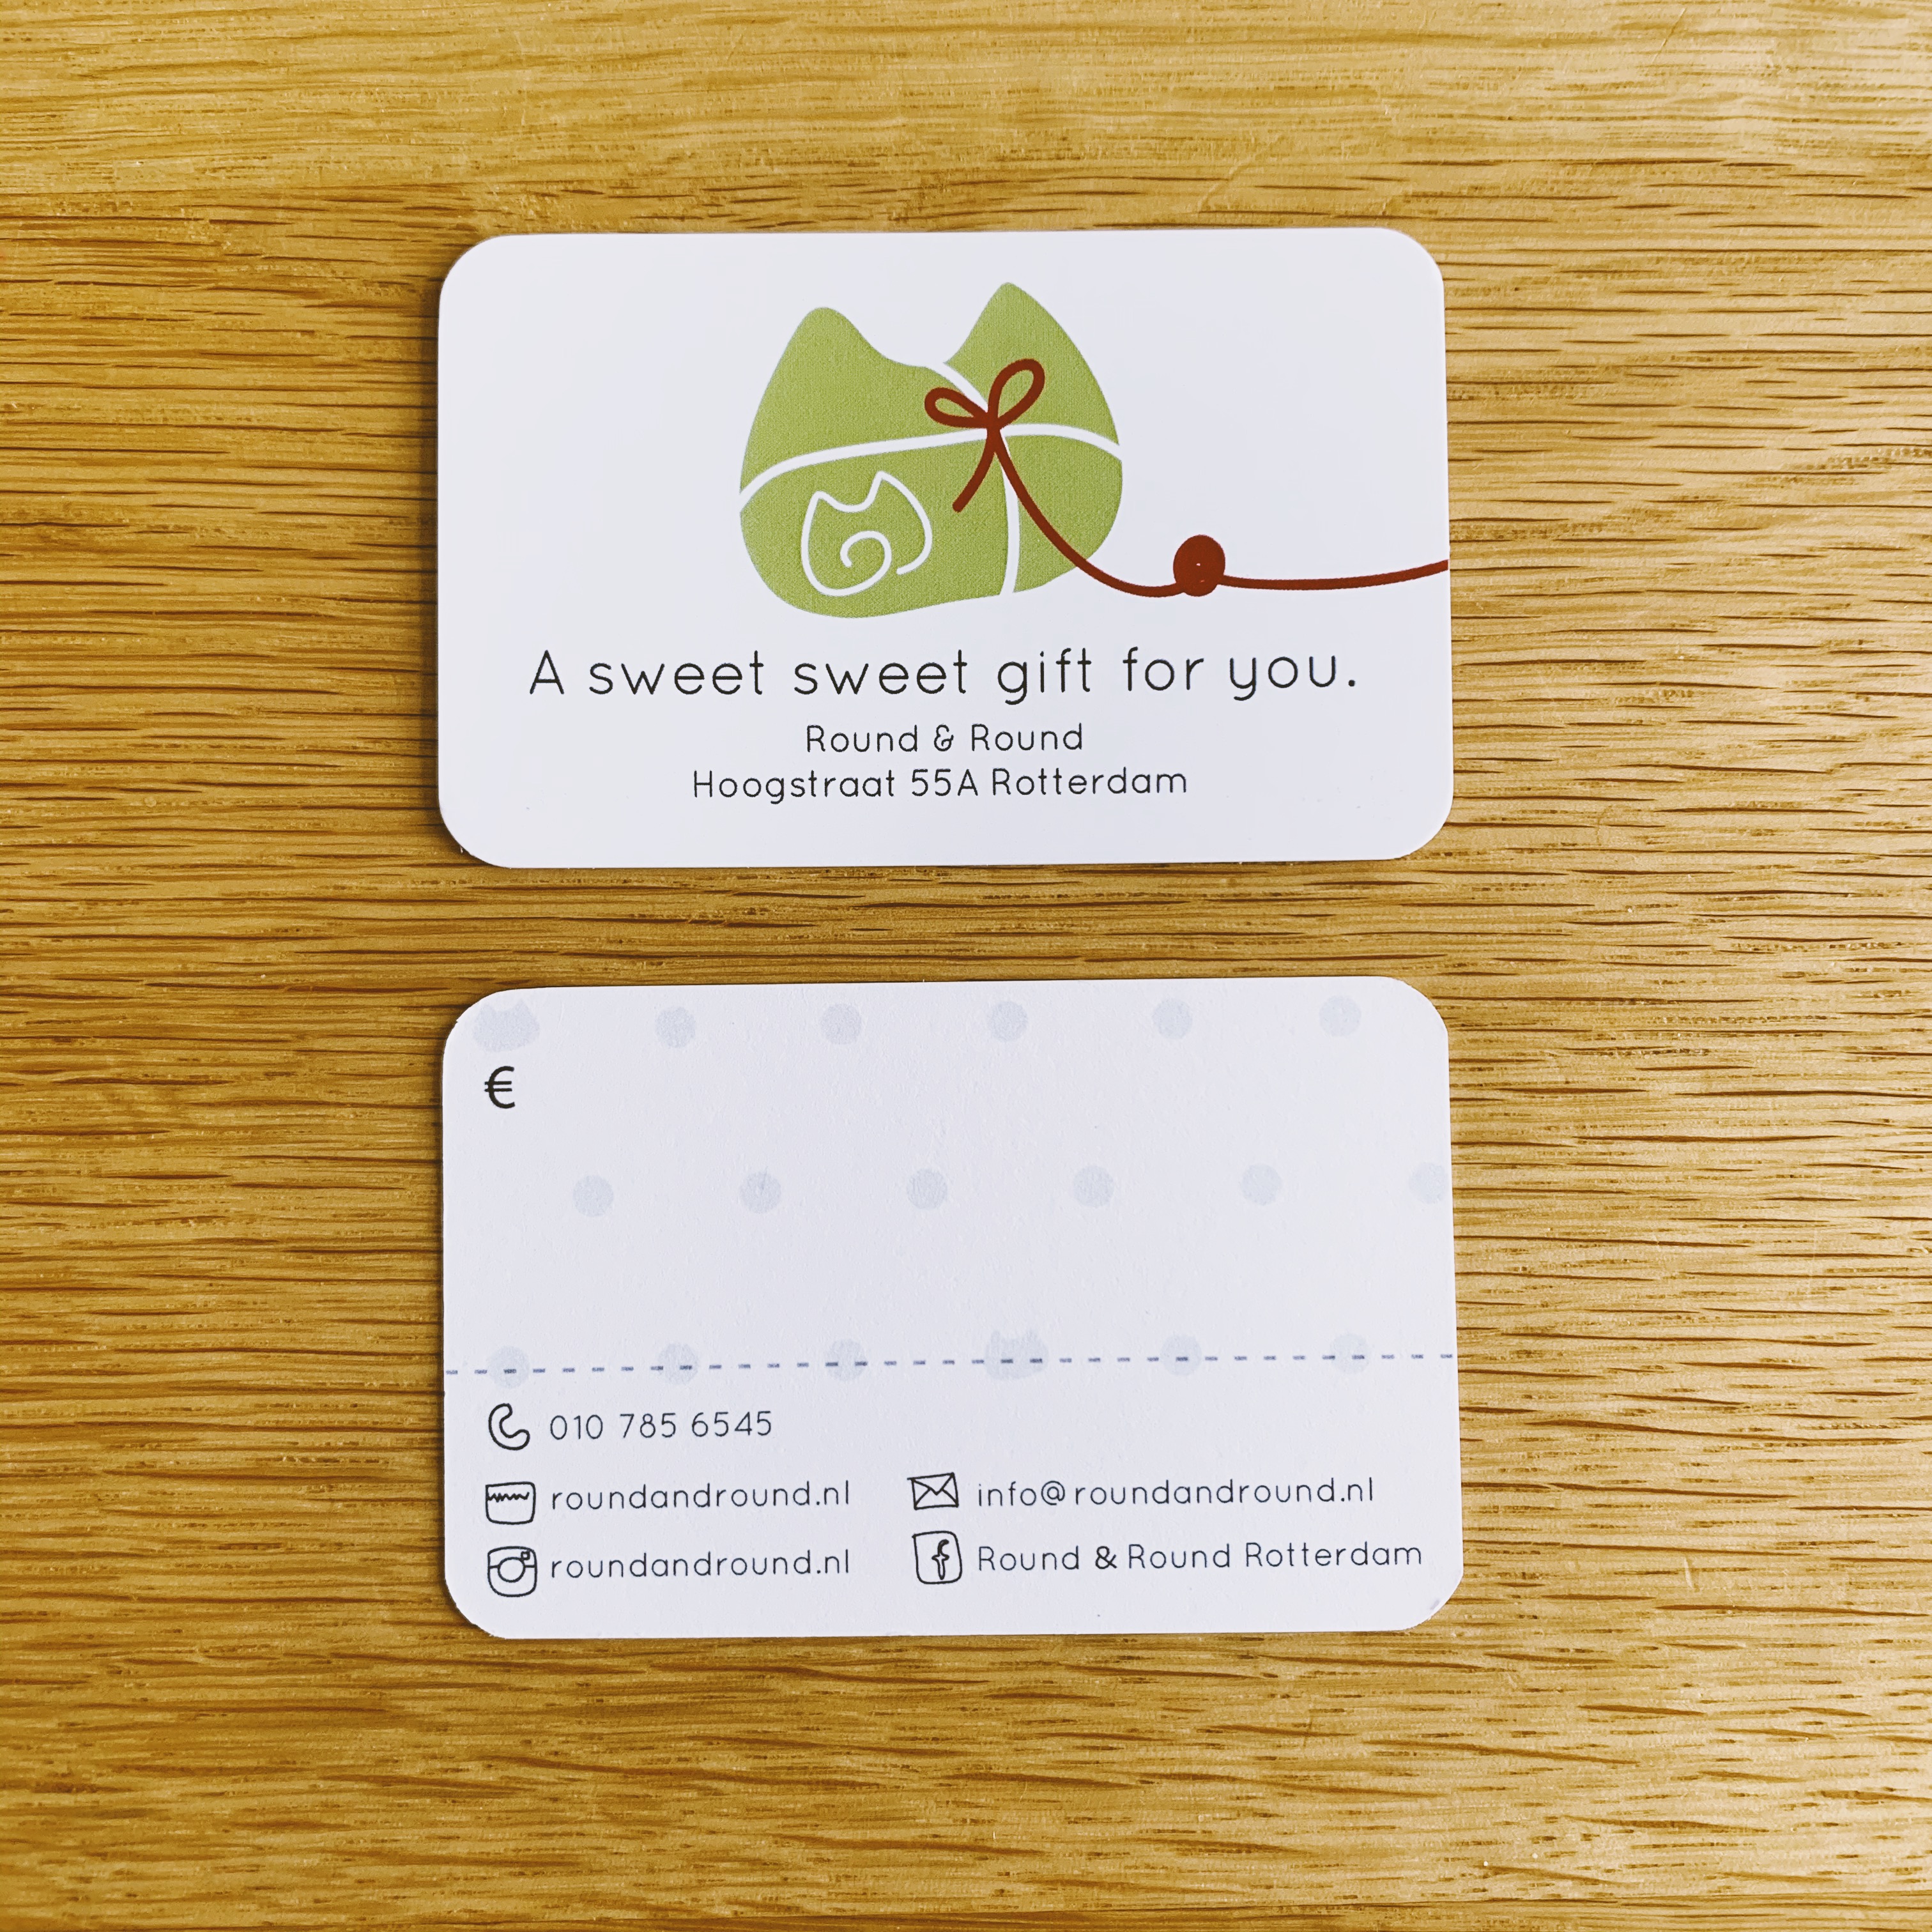 A sweet sweet gift for you.
Round & Round
Hoogstraat 55A Rotterdam
€
010 785 6545
roundandround.nl
info@roundandround.nl
roundandround.nl
Round & Round Rotterdam